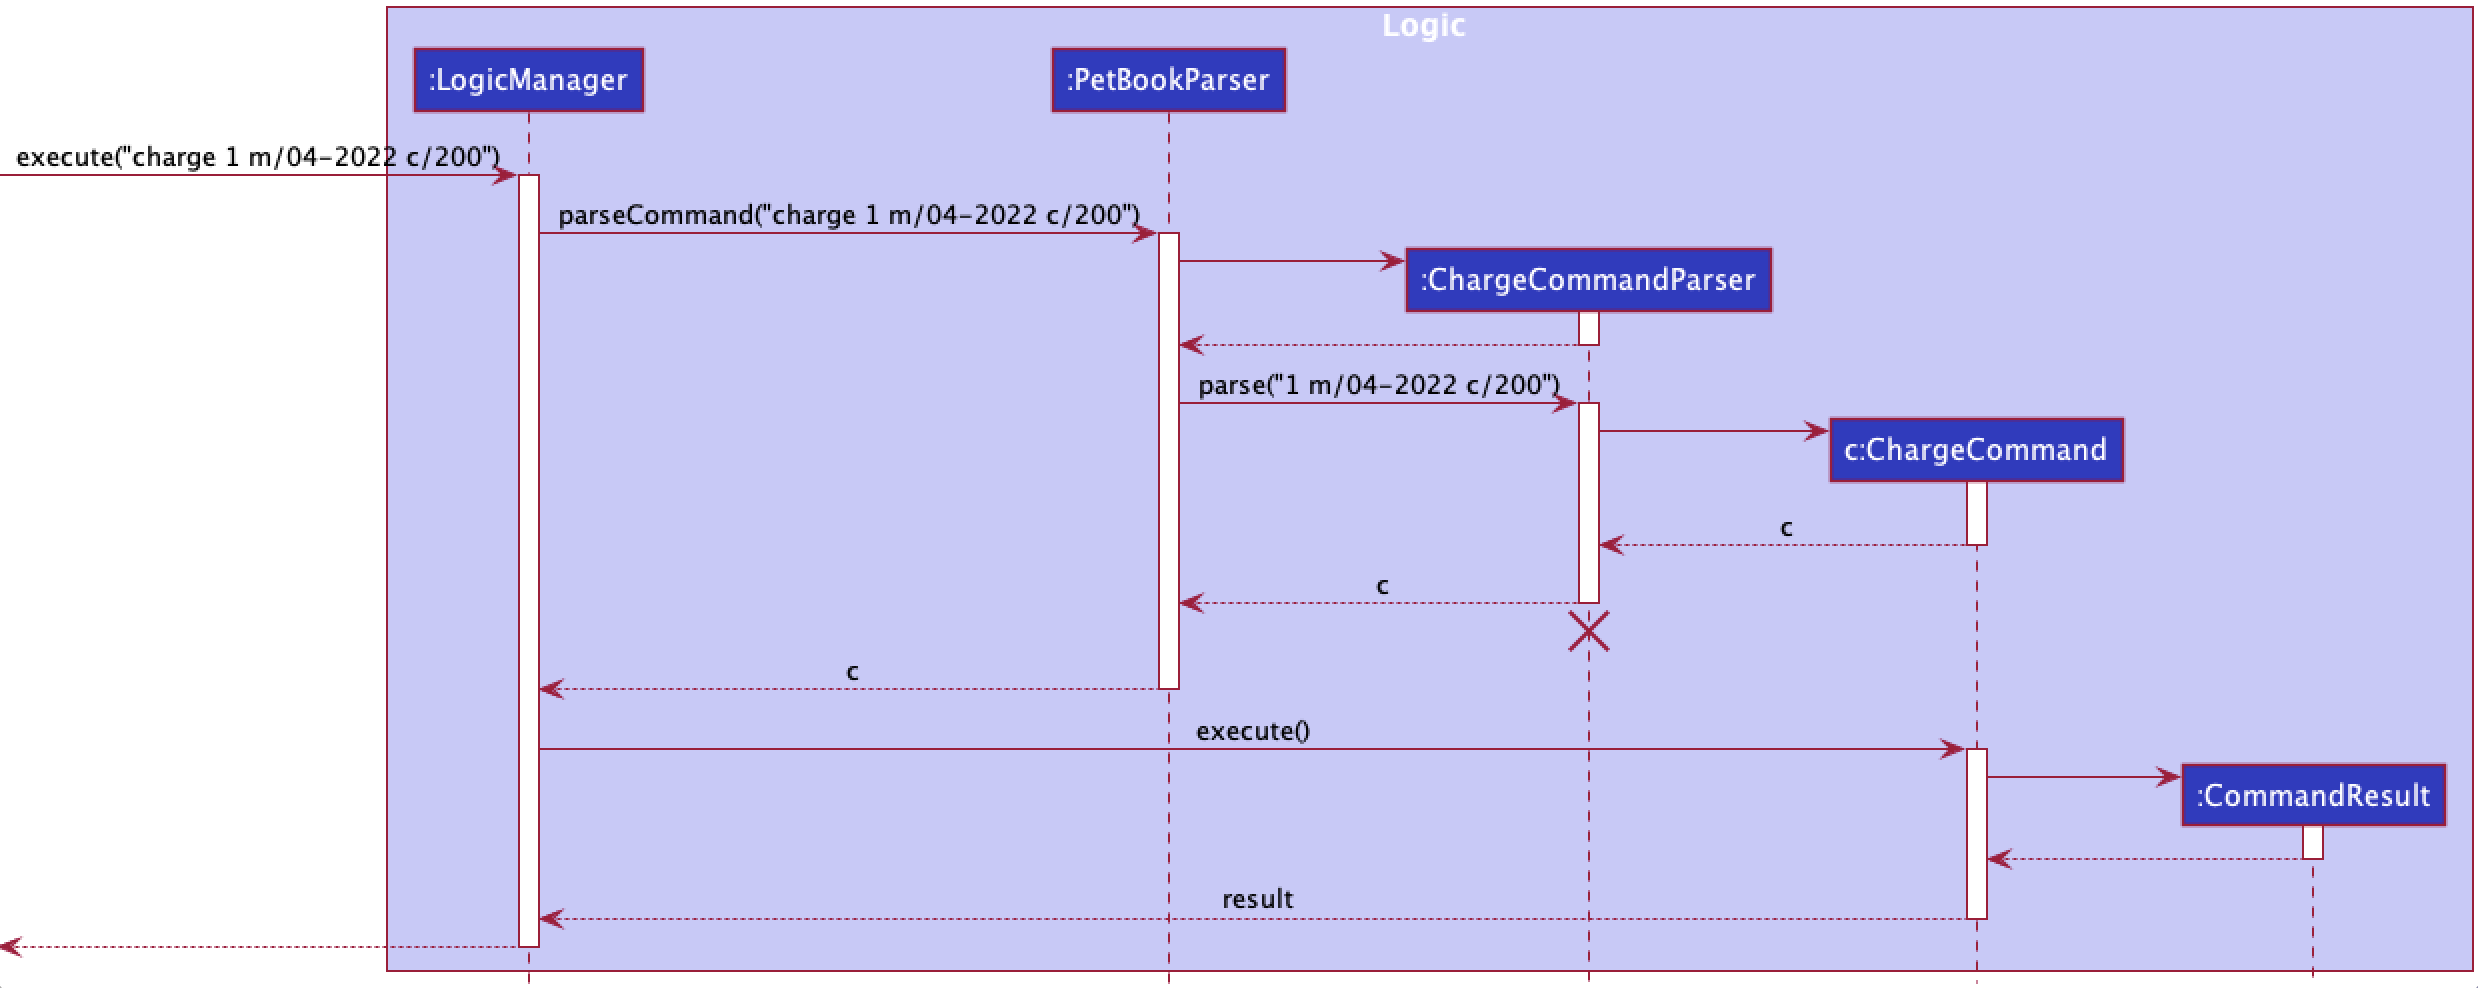 Logic
:LogicManager
:PetBookParser
execute("charge 1 m/04-2022 c/200")
parseCommand("charge 1 m/04-2022 c/200")
:ChargeCommandParser
parse("1 m/04-2022 c/200")
c:ChargeCommand
c
c
c
execute()
:CommandResult
result